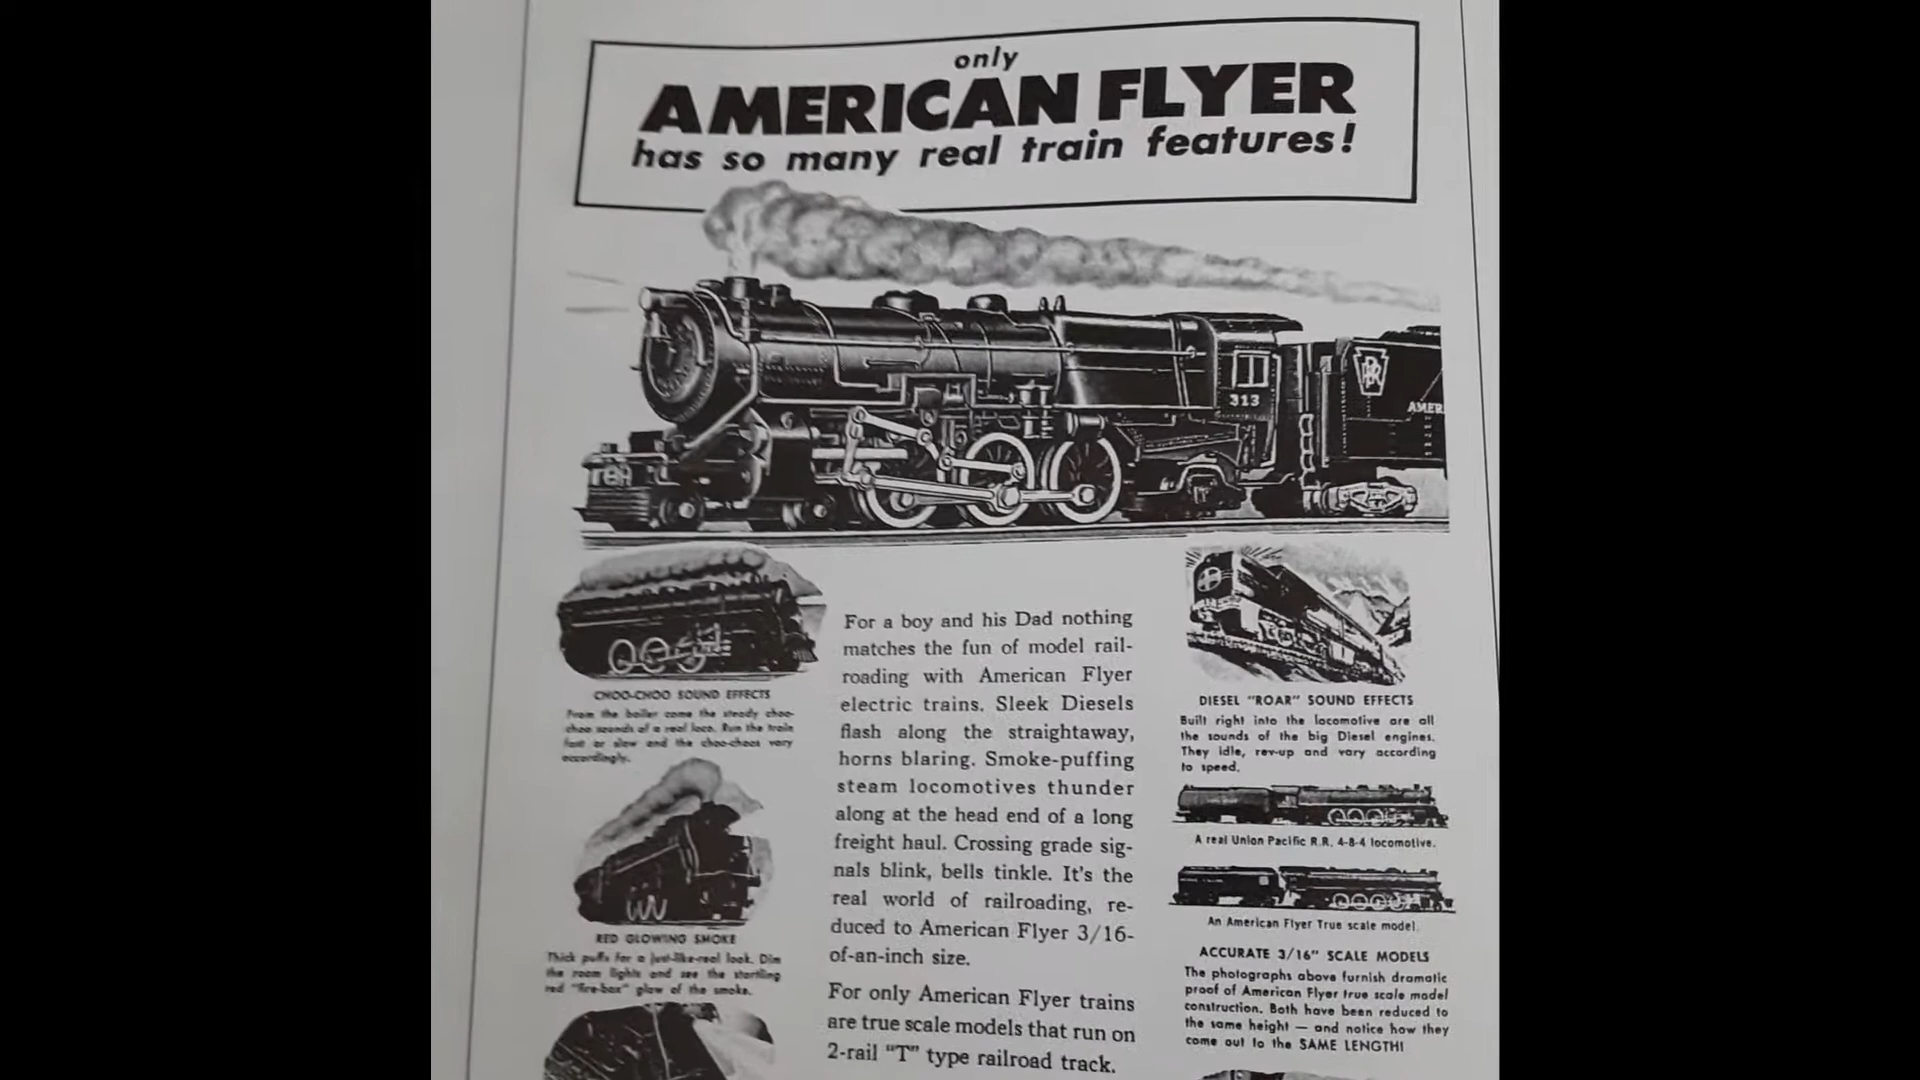 only
AMERICAN FLYER
has so many real train features!
313
PRR
AMER
CHOO-CHOO SOUND EFFECTS
From the boiler come the steady choo-
choo sounds of a real loco. Run the train
fast or slow and the choo-choos vary
accordingly.
RED GLOWING SMOKE
Thick puffs for a just-like-real look. Dim
the room lights and see the startling
red "fire-box" glow of the smoke.
For a boy and his Dad nothing
matches the fun of model rail-
roading with American Flyer
electric trains. Sleek Diesels
flash along the straightaway,
horns blaring. Smoke-puffing
steam locomotives thunder
along at the head end of a long
freight haul. Crossing grade sig-
nals blink, bells tinkle. It's the
real world of railroading, re-
duced to American Flyer 3/16-
of-an-inch size.
For only American Flyer trains
are true scale models that run on
2-rail "T" type railroad track.
DIESEL "ROAR" SOUND EFFECTS
Built right into the locomotive are all
the sounds of the big Diesel engines.
They idle, rev-up and vary according
to speed.
A real Union Pacific R.R. 4-8-4 locomotive.
An American Flyer True scale model.
ACCURATE 3/16" SCALE MODELS
The photographs above furnish dramatic
proof of American Flyer true scale model
construction. Both have been reduced to
the same height — and notice how they
come out to the SAME LENGTH!